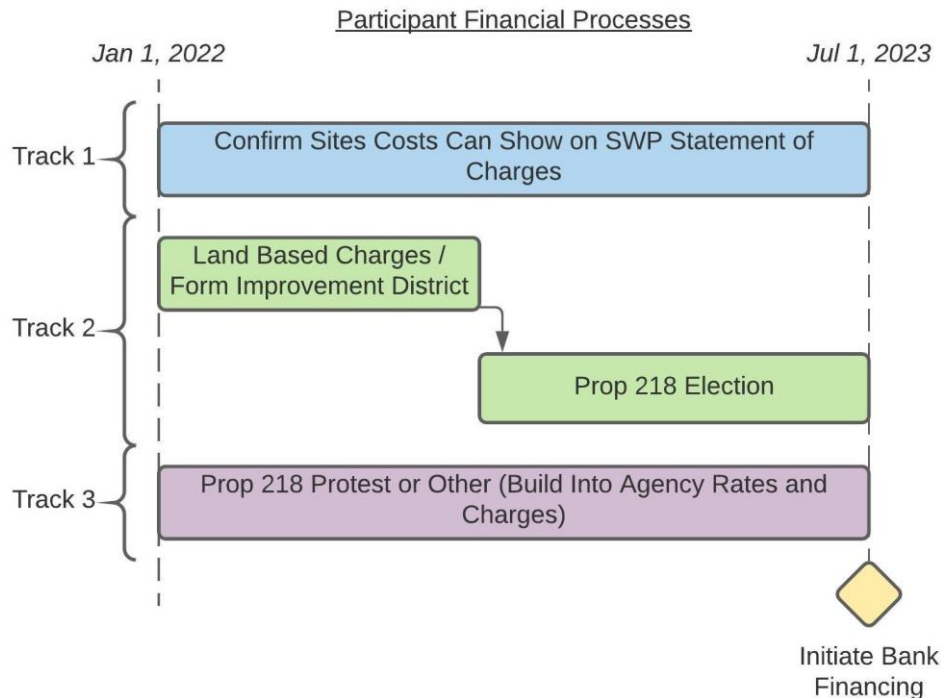 Participant Financial Processes
Jan 1, 2022
Jul 1, 2023
Track 1
Confirm Sites Costs Can Show on SWP Statement of
Charges
Track 2
Land Based Charges /
Form Improvement District
Prop 218 Election
Track 3
Prop 218 Protest or Other (Build Into Agency Rates and
Charges)
Initiate Bank
Financing